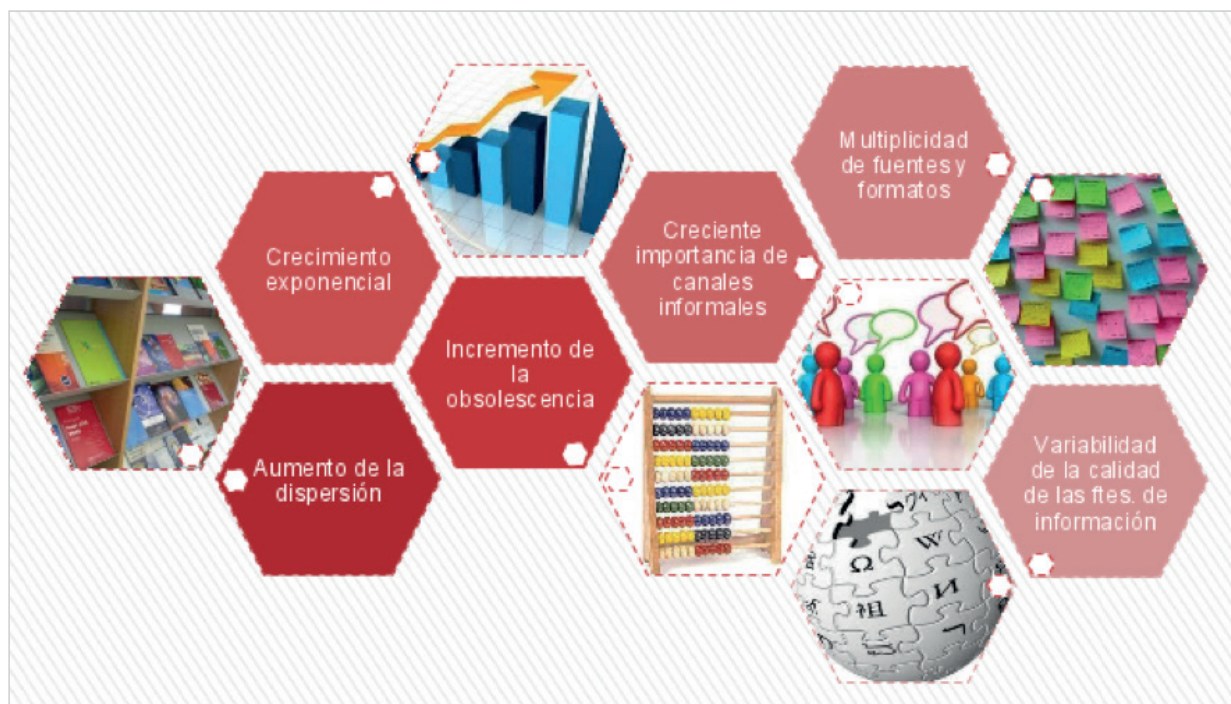 Crecimiento
exponencial
Aumento de la
dispersión
Incremento de
la
obsolescencia
Creciente
importancia de
canales
informales
Multiplicidad
de fuentes y
formatos
Variabilidad
de la calidad
de las ftes. de
información
Ω
W
祖
И